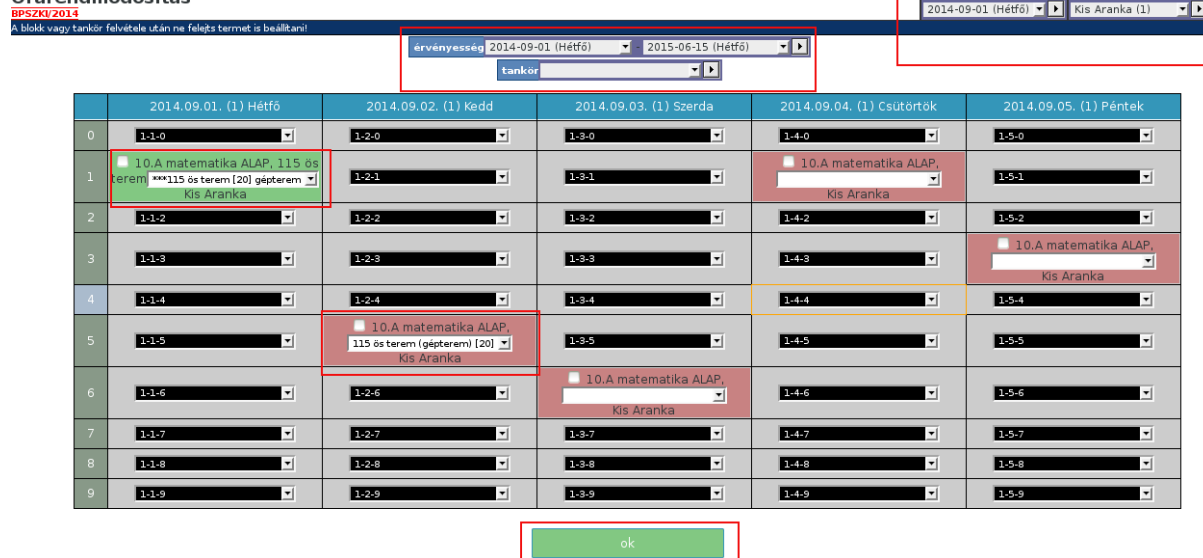 BPSZKI/2014
2014-09-01 (Hétfő) Kis Aranka (1)
A blokk vagy tankör felvétele után ne felejts termet is beállítani!
érvényesség 2014-09-01 (Hétfő) - 2015-06-15 (Hétfő)
tankör
2014.09.01. (1) Hétfő 2014.09.02. (1) Kedd 2014.09.03. (1) Szerda 2014.09.04. (1) Csütörtök 2014.09.05. (1) Péntek
0 1-1-0 1-2-0 1-3-0 1-4-0 1-5-0
10.A matematika ALAP, 115 ös 10.A matematika ALAP,
1 terem ***115 ös terem [20] gépterem 1-2-1 1-3-1 1-5-1
Kis Aranka Kis Aranka
2 1-1-2 1-2-2 1-3-2 1-4-2 1-5-2
10.A matematika ALAP,
3 1-1-3 1-2-3 1-3-3 1-4-3
Kis Aranka
4 1-1-4 1-2-4 1-3-4 1-4-4 1-5-4
10.A matematika ALAP,
5 1-1-5 115 ös terem (gépterem) [20] 1-3-5 1-4-5 1-5-5
Kis Aranka
10.A matematika ALAP,
6 1-1-6 1-2-6 1-4-6 1-5-6
Kis Aranka
7 1-1-7 1-2-7 1-3-7 1-4-7 1-5-7
8 1-1-8 1-2-8 1-3-8 1-4-8 1-5-8
9 1-1-9 1-2-9 1-3-9 1-4-9 1-5-9
ok